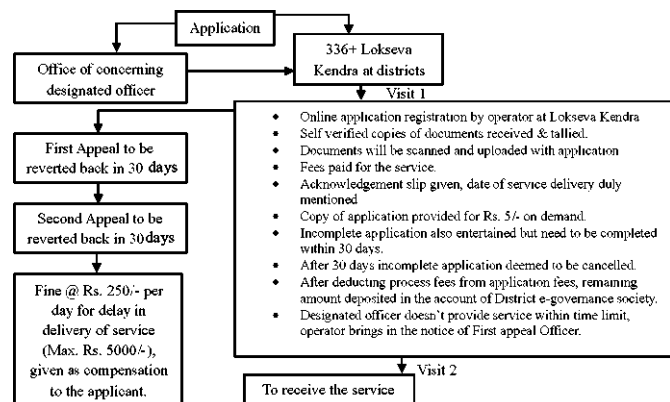 Application
336+ Lokseva
Kendra at districts
Office of concerning
designated officer
Visit 1
Online application registration by operator at Lokseva Kendra
Self verified copies of documents received & tallied.
Documents will be scanned and uploaded with application
Fees paid for the service.
Acknowledgement slip given, date of service delivery duly
mentioned
Copy of application provided for Rs. 5/- on demand.
Incomplete application also entertained but need to be completed
within 30 days.
After 30 days incomplete application deemed to be cancelled.
After deducting process fees from application fees, remaining
amount deposited in the account of District e-governance society.
Designated officer doesn't provide service within time limit,
operator brings in the notice of First appeal Officer.
First Appeal to be
reverted back in 30 days
Second Appeal to be
reverted back in 30days
Fine @ Rs. 250/- per
day for delay in
delivery of service
(Max. Rs. 5000/-),
given as compensation
to the applicant.
Visit 2
To receive the service